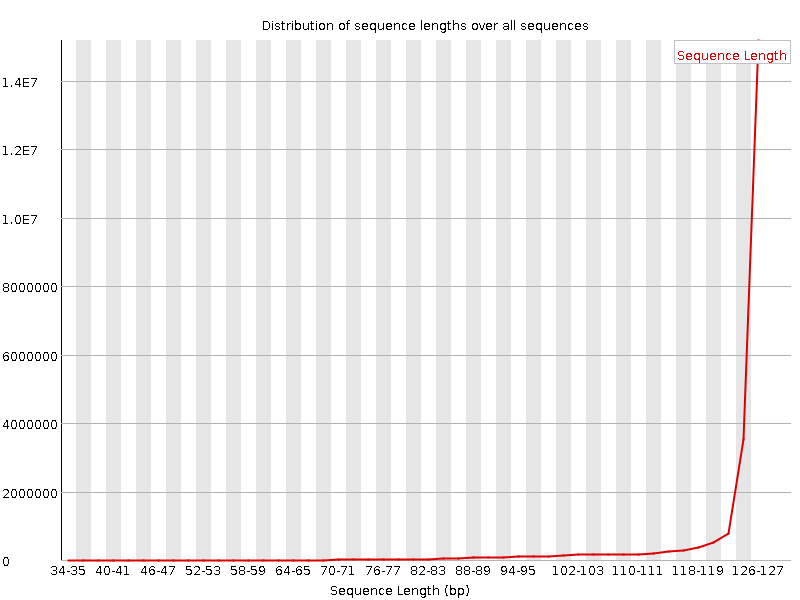 Distribution of sequence lengths over all sequences
Sequence Length
1.4E7
1.2E7
1.0E7
8000000
6000000
4000000
2000000
0
34-35 40-41 46-47 52-53 58-59 64-65 70-71 76-77 82-83 88-89 94-95 102-103 110-111 118-119 126-127
Sequence Length (bp)